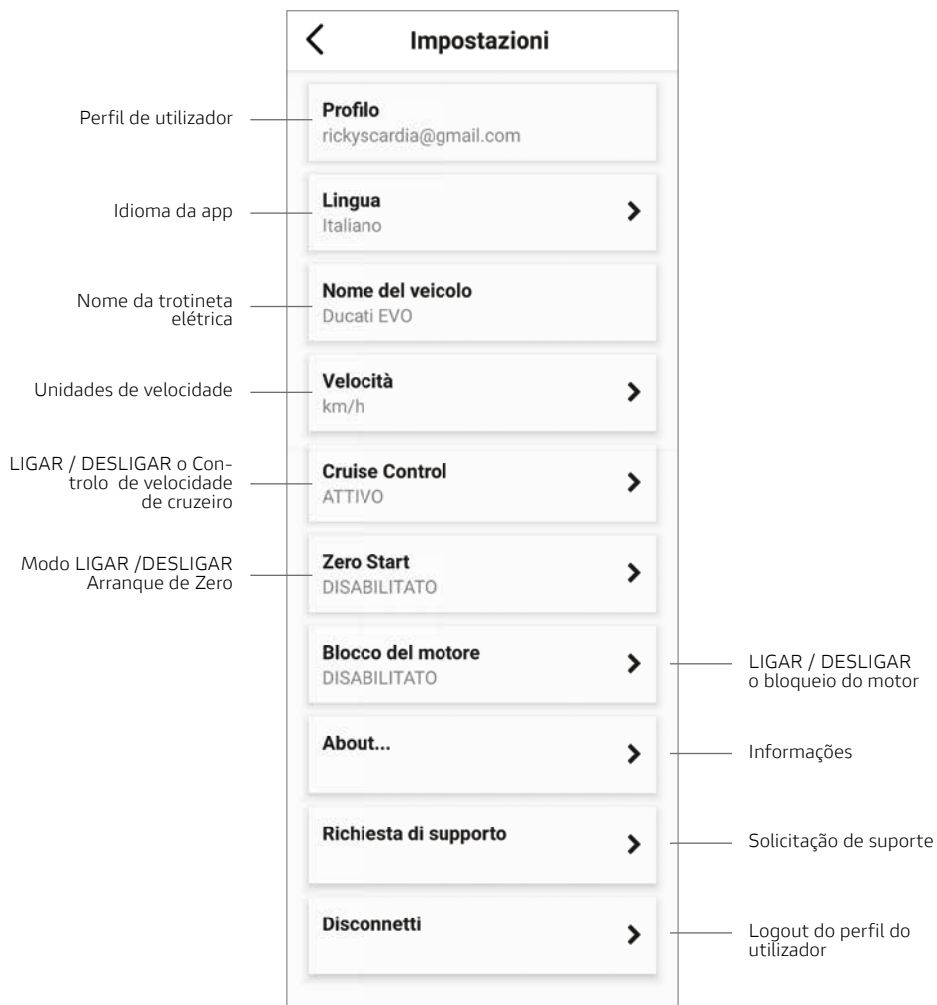 Impostazioni
Perfil de utilizador
Profilo
rickyscardia@gmail.com
Idioma da app
Lingua
Italiano
Nome da trotineta
elétrica
Nome del veicolo
Ducati EVO
Unidades de velocidade
Velocità
km/h
LIGAR / DESLIGAR o Con-
trolo  de velocidade
de cruzeiro
Cruise Control
ATTIVO
Modo LIGAR /DESLIGAR
Arranque de Zero
Zero Start
DISABILITATO
Blocco del motore
DISABILITATO
LIGAR / DESLIGAR
o bloqueio do motor
About...
Informações
Richiesta di supporto
Solicitação de suporte
Disconnetti
Logout do perfil do
utilizador